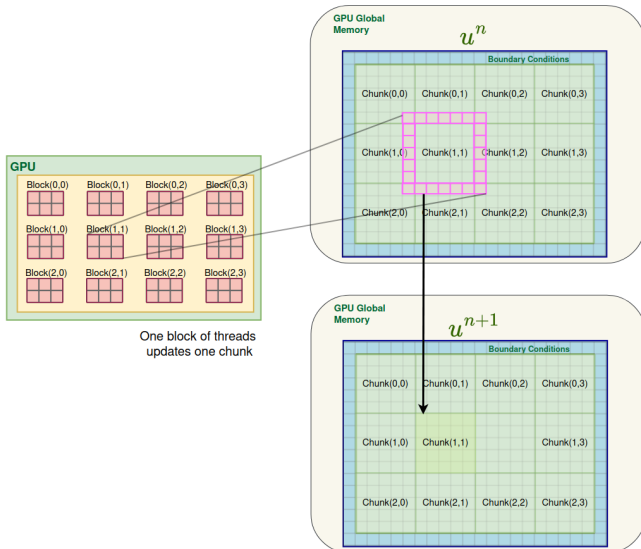 GPU Global
Memory
u^n
Boundary Conditions
Chunk(0,0) Chunk(0,1) Chunk(0,2) Chunk(0,3)
Chunk(1,0) Chunk(1,1) Chunk(1,2) Chunk(1,3)
Chunk(2,0) Chunk(2,1) Chunk(2,2) Chunk(2,3)
GPU
Block(0,0) Block(0,1) Block(0,2) Block(0,3)
Block(1,0) Block(1,1) Block(1,2) Block(1,3)
Block(2,0) Block(2,1) Block(2,2) Block(2,3)
One block of threads
updates one chunk
GPU Global
Memory
u^{n+1}
Boundary Conditions
Chunk(0,0) Chunk(0,1) Chunk(0,2) Chunk(0,3)
Chunk(1,0) Chunk(1,1) Chunk(1,3)
Chunk(2,0) Chunk(2,1) Chunk(2,2) Chunk(2,3)